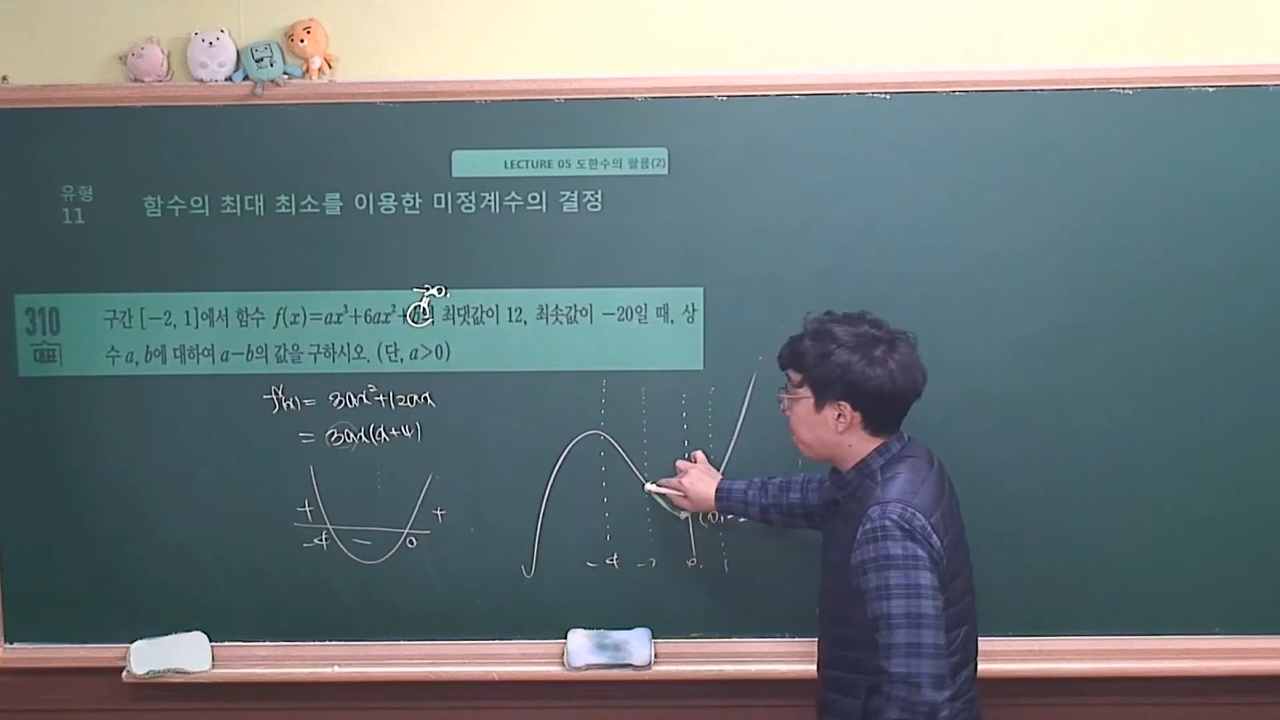 LECTURE 05 도함수의 활용(2)
유형
11
함수의 최대 최소를 이용한 미정계수의 결정
-20.
310
대표
구간 [-2, 1]에서 함수 f(x)=ax³+6ax²+b의 최댓값이 12, 최솟값이 -20일 때, 상
수 a, b에 대하여 a-b의 값을 구하시오. (단, a>0)
f'(x) = 3ax²+12ax
= 3ax(x+4)
+ +
-4 - 0
(0, -2
-4 -2 0 1